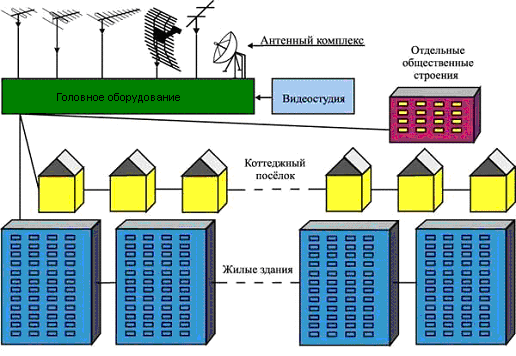 Антенный комплекс
Отдельные
общественные
строения
Головное оборудование
Видеостудия
Коттеджный
посёлок
Жилые здания